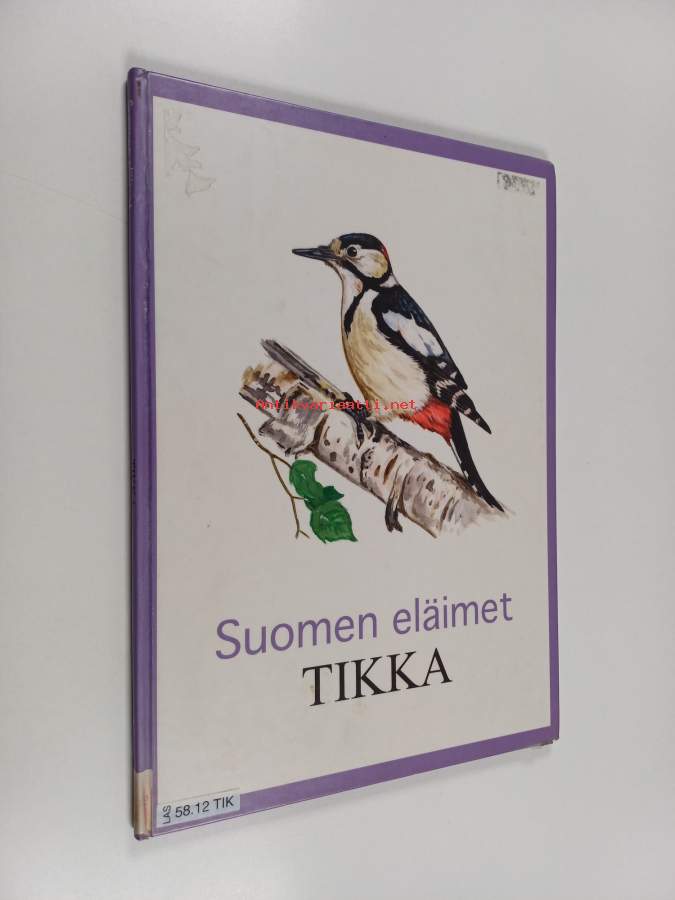 Antikvariaatti.net
Suomen eläimet
TIKKA
LAS
58.12 TIK